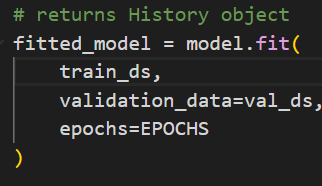 # returns History object
fitted_model = model.fit(
    train_ds,
    validation_data=val_ds,
    epochs=EPOCHS
)